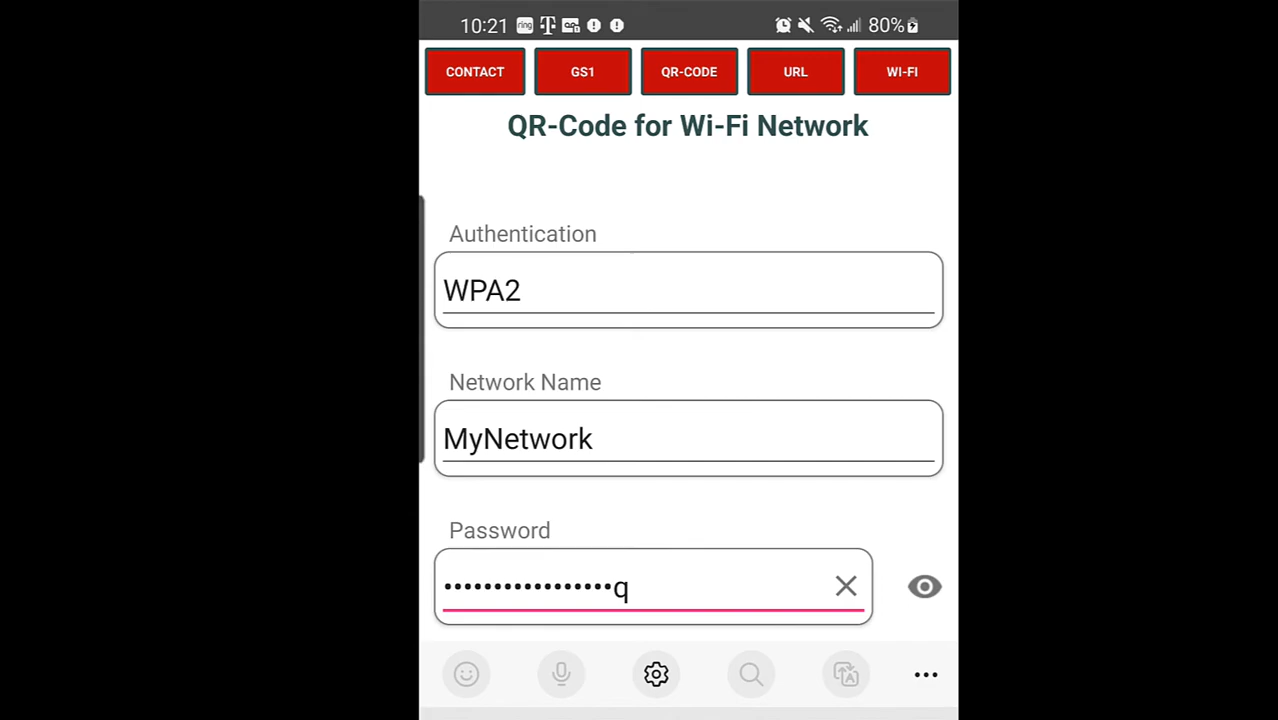 10:21 ring T 80%
CONTACT GS1 QR-CODE URL WI-FI
QR-Code for Wi-Fi Network
Authentication
WPA2
Network Name
MyNetwork
Password
•••••••••••••••••q